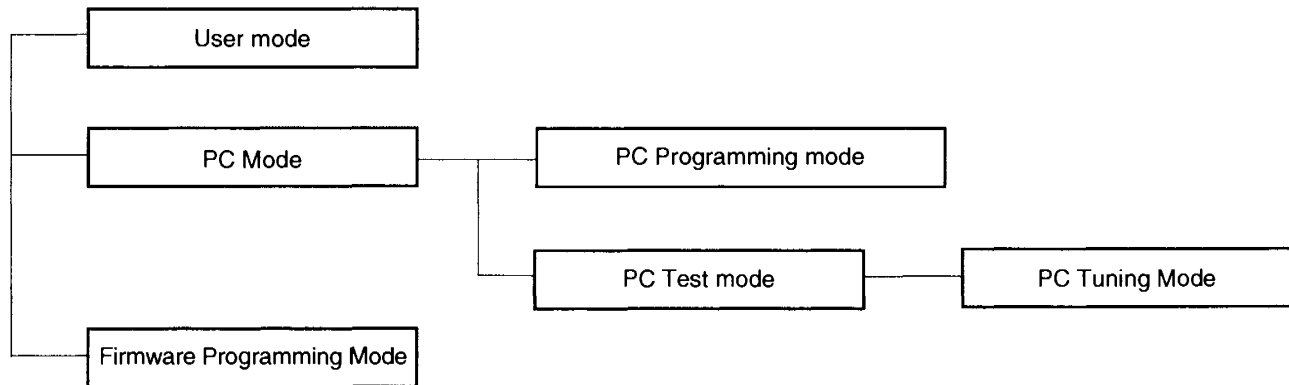 User mode
PC Mode
PC Programming mode
PC Test mode
PC Tuning Mode
Firmware Programming Mode